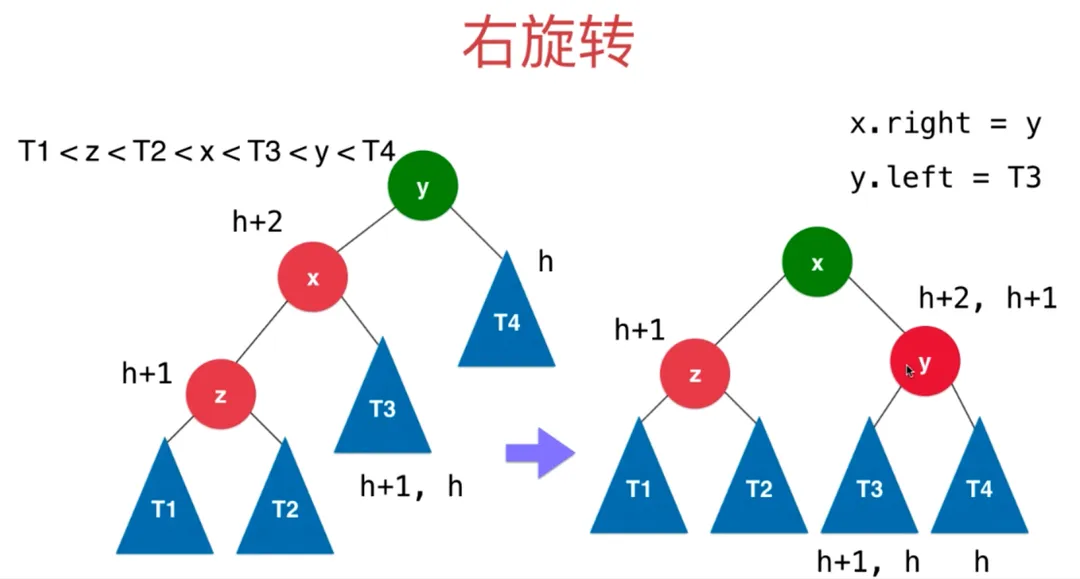 右旋转
T1 < z < T2 < x < T3 < y < T4
x.right = y
y.left = T3
y
h+2
x
h
T4
h+1
z
T3
h+1, h
T1
T2
x
h+2, h+1
h+1
z
y
T1
T2
T3
T4
h+1, h
h